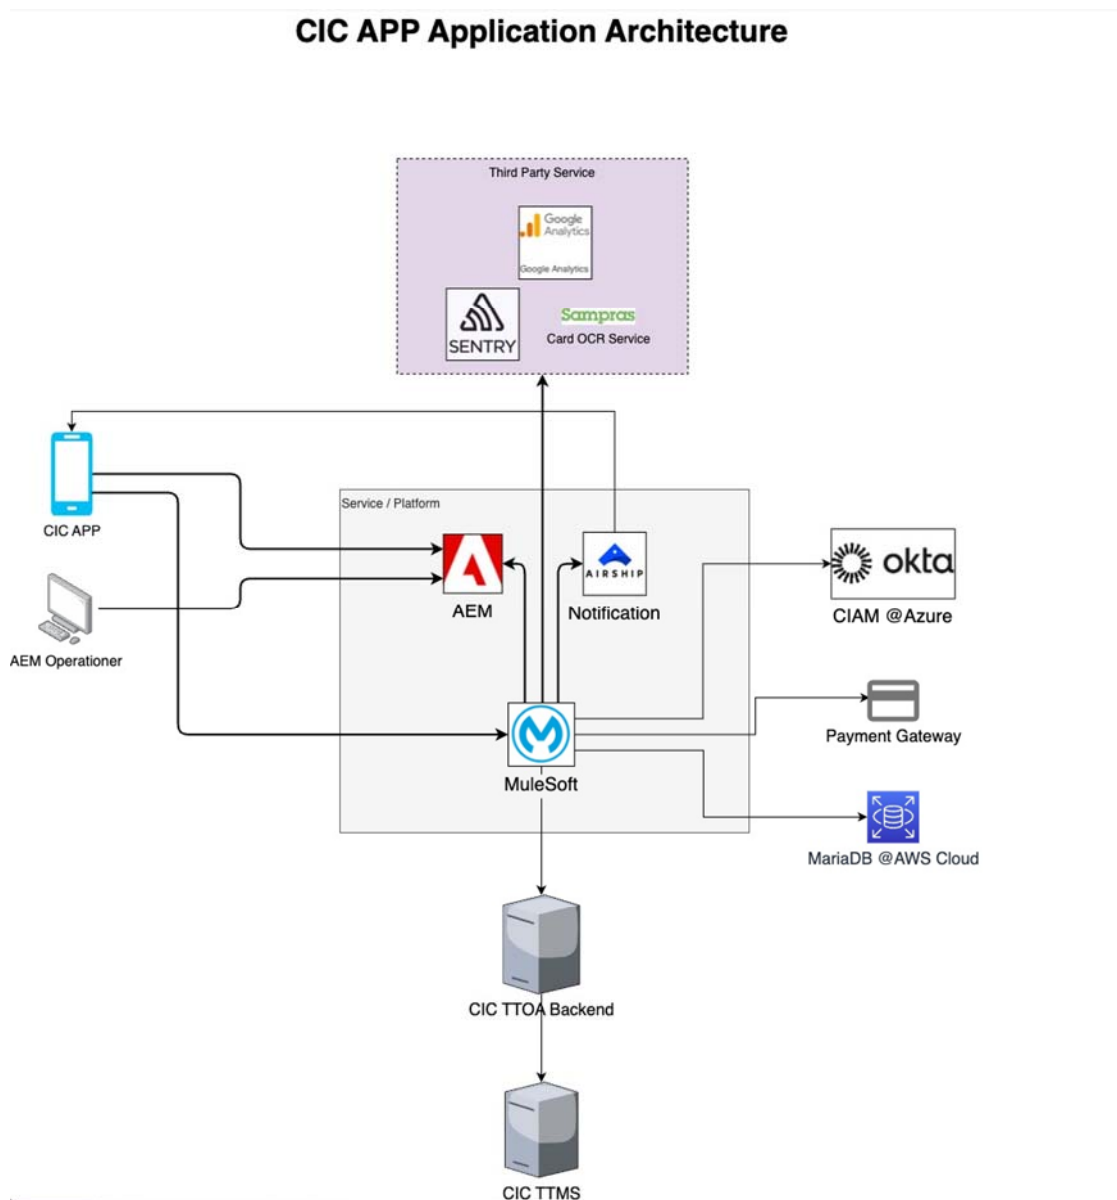 CIC APP Application Architecture
Third Party Service
Google
Analytics
Google Analytics
SENTRY
Sampras
Card OCR Service
CIC APP
Service / Platform
AEM
AIRSHIP
Notification
okta
CIAM @Azure
AEM Operationer
Payment Gateway
MuleSoft
MariaDB @AWS Cloud
CIC TTOA Backend
CIC TTMS